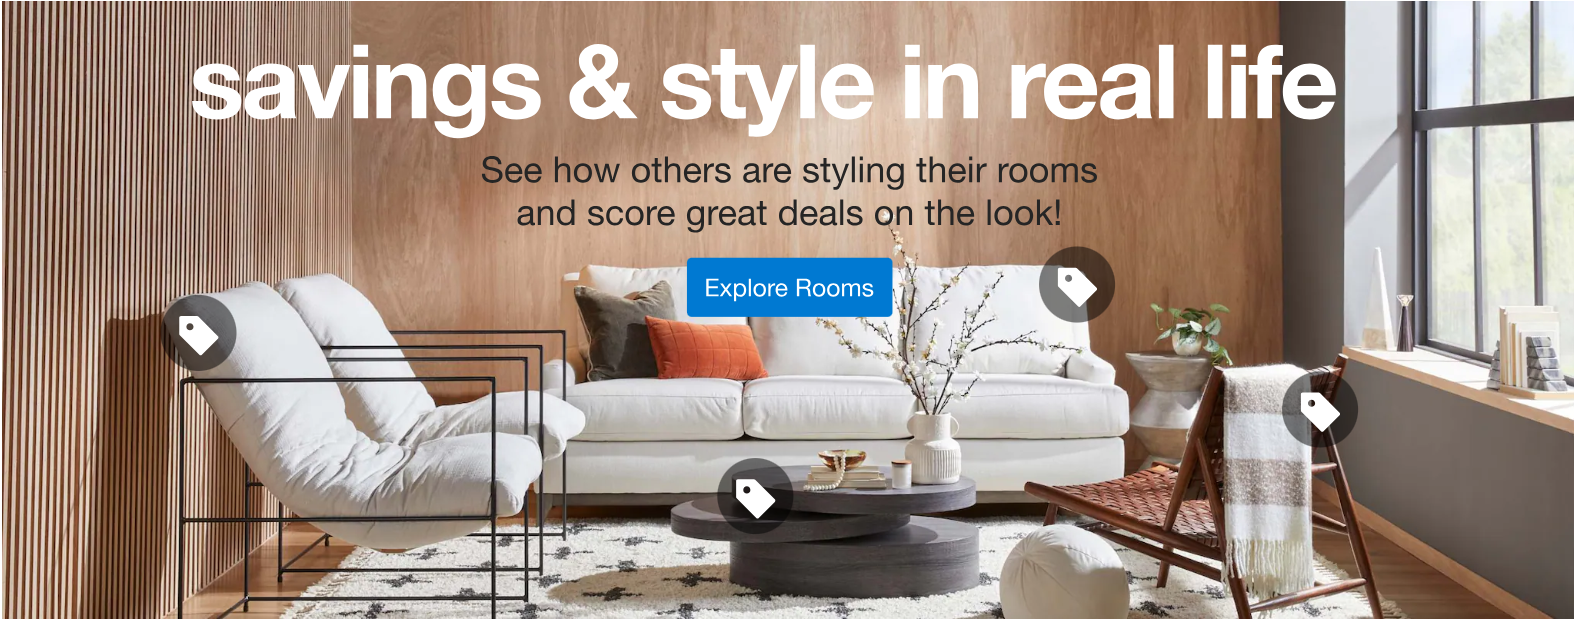 savings & style in real life
See how others are styling their rooms
and score great deals on the look!
Explore Rooms